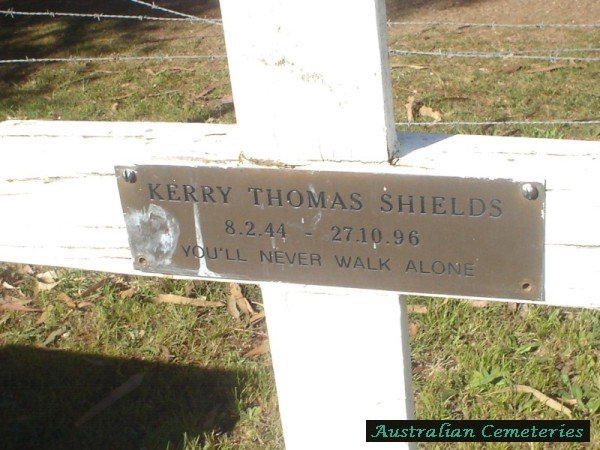 KERRY THOMAS SHIELDS
8.2.44 - 27.10.96
YOU'LL NEVER WALK ALONE
Australian Cemeteries